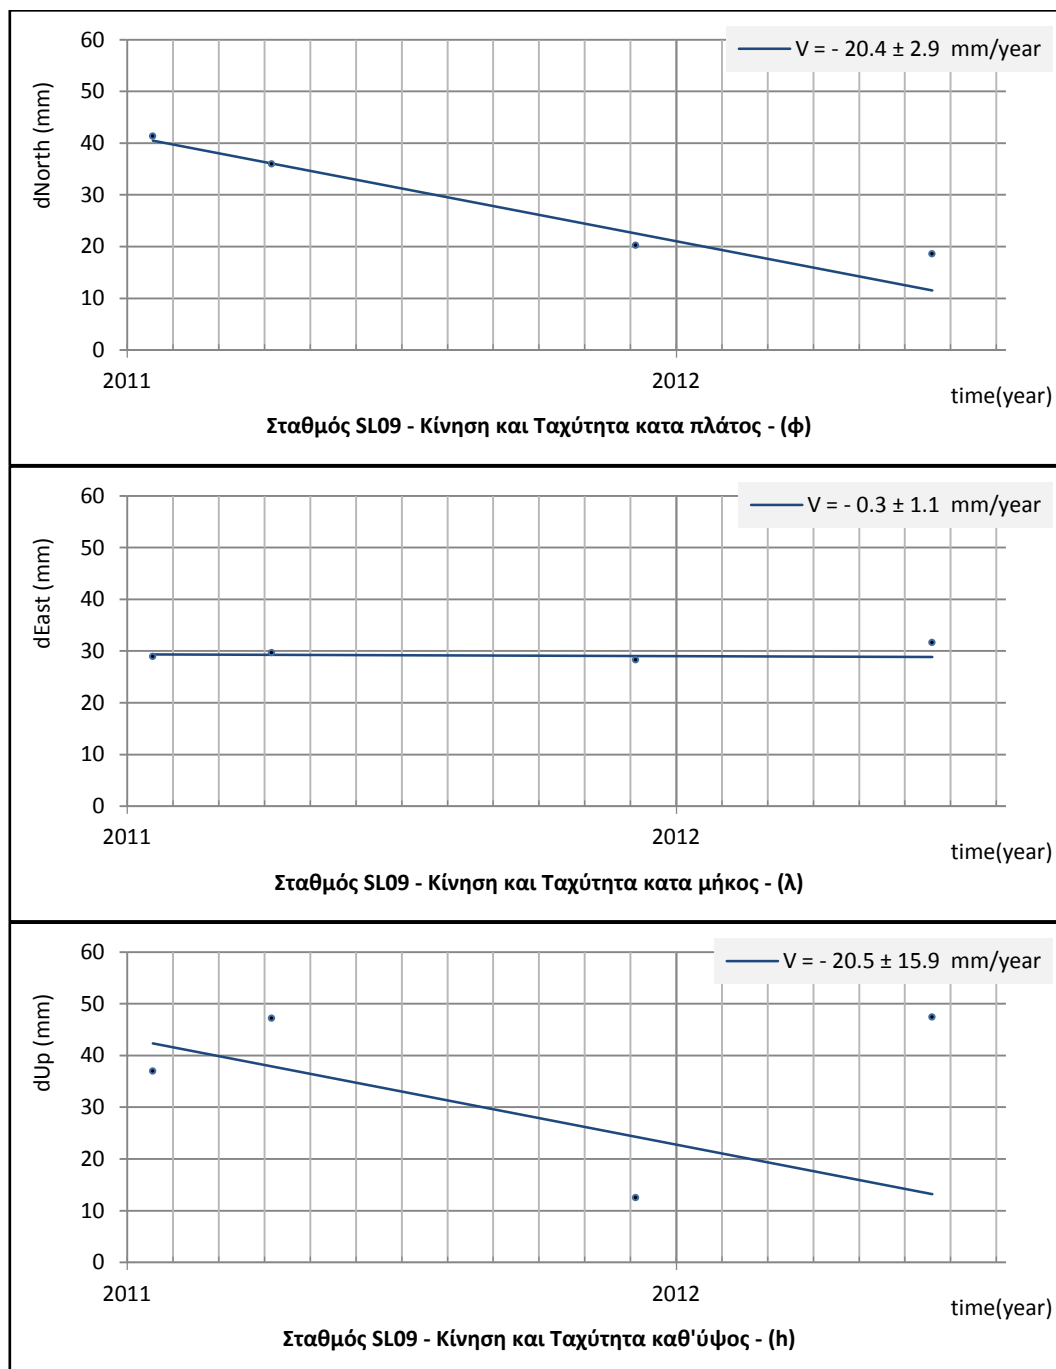 60
V = - 20.4 ± 2.9 mm/year
50
40
30
20
10
0
dNorth (mm)
2011
2012
time(year)
Σταθμός SL09 - Κίνηση και Ταχύτητα κατα πλάτος - (φ)
60
V = - 0.3 ± 1.1 mm/year
50
40
30
20
10
0
dEast (mm)
2011
2012
time(year)
Σταθμός SL09 - Κίνηση και Ταχύτητα κατα μήκος - (λ)
60
V = - 20.5 ± 15.9 mm/year
50
40
30
20
10
0
dUp (mm)
2011
2012
time(year)
Σταθμός SL09 - Κίνηση και Ταχύτητα καθ'ύψος - (h)